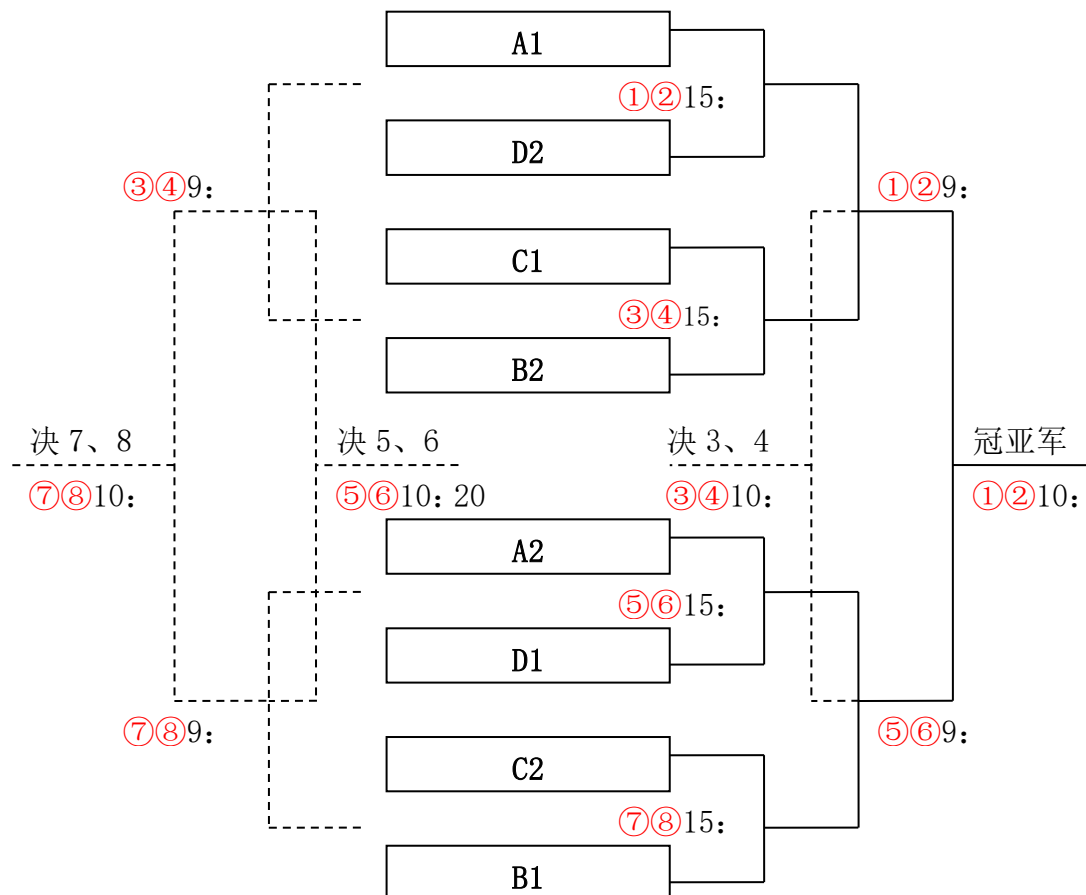 A1
①②15:
D2
③④9:
①②9:
C1
③④15:
B2
决 7、8
决 5、6
决 3、4
冠亚军
⑦⑧10:
⑤⑥10: 20
③④10:
①②10:
A2
⑤⑥15:
D1
⑦⑧9:
⑤⑥9:
C2
⑦⑧15:
B1